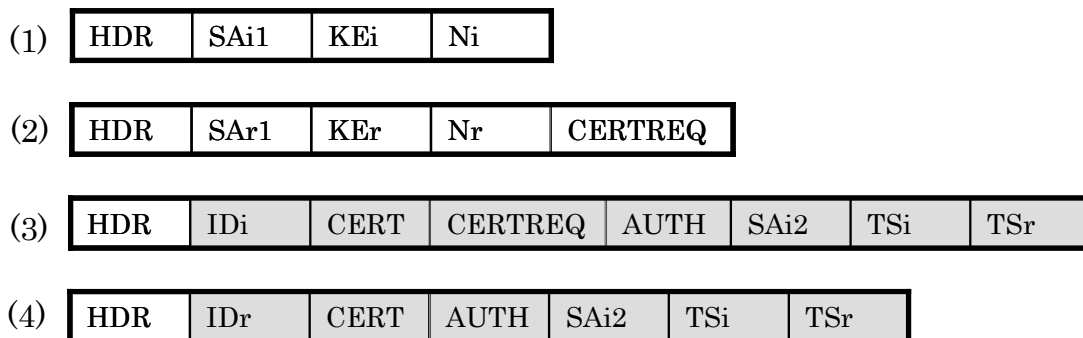 (1) HDR SAi1 KEi Ni
(2) HDR SAr1 KEr Nr CERTREQ
(3) HDR IDi CERT CERTREQ AUTH SAi2 TSi TSr
(4) HDR IDr CERT AUTH SAi2 TSi TSr